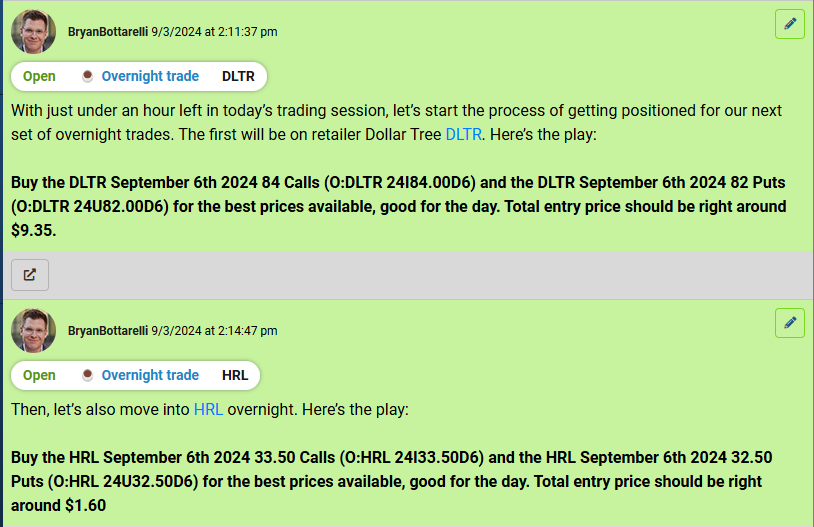 BryanBottarelli 9/3/2024 at 2:11:37 pm
Open Overnight trade DLTR
With just under an hour left in today’s trading session, let’s start the process of getting positioned for our next
set of overnight trades. The first will be on retailer Dollar Tree DLTR. Here’s the play:
Buy the DLTR September 6th 2024 84 Calls (O:DLTR 24I84.00D6) and the DLTR September 6th 2024 82 Puts
(O:DLTR 24U82.00D6) for the best prices available, good for the day. Total entry price should be right around
$9.35.
BryanBottarelli 9/3/2024 at 2:14:47 pm
Open Overnight trade HRL
Then, let’s also move into HRL overnight. Here’s the play:
Buy the HRL September 6th 2024 33.50 Calls (O:HRL 24I33.50D6) and the HRL September 6th 2024 32.50
Puts (O:HRL 24U32.50D6) for the best prices available, good for the day. Total entry price should be right
around $1.60